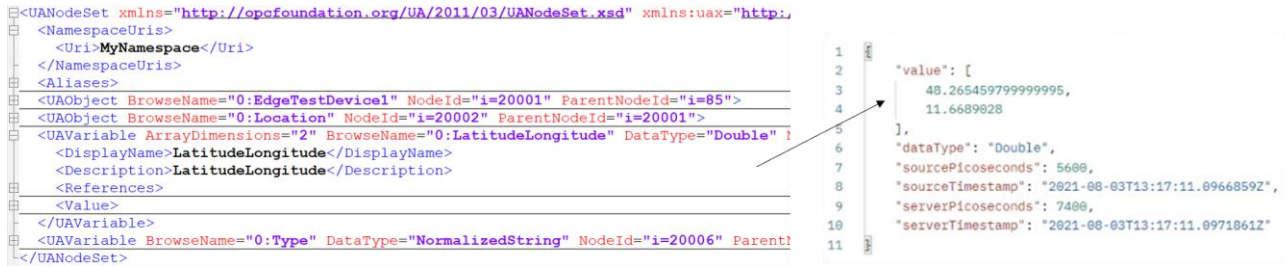 <UANodeSet xmlns="http://opcfoundation.org/UA/2011/03/UANodeSet.xsd" xmlns:uax="http:/
<NamespaceUris>
<Uri>MyNamespace</Uri>
</NamespaceUris>
<Aliases>
<UAObject BrowseName="0:EdgeTestDevice1" NodeId="i=20001" ParentNodeId="i=85">
<UAObject BrowseName="0:Location" NodeId="i=20002" ParentNodeId="i=20001">
<UAVariable ArrayDimensions="2" BrowseName="0:LatitudeLongitude" DataType="Double" N
<DisplayName>LatitudeLongitude</DisplayName>
<Description>LatitudeLongitude</Description>
<References>
<Value>
</UAVariable>
<UAVariable BrowseName="0:Type" DataType="NormalizedString" NodeId="i=20006" ParentN
</UANodeSet>
1 {
2 "value": [
3 48.265459799999995,
4 11.6689028
5 ],
6 "dataType": "Double",
7 "sourcePicoseconds": 5600,
8 "sourceTimestamp": "2021-08-03T13:17:11.0966859Z",
9 "serverPicoseconds": 7400,
10 "serverTimestamp": "2021-08-03T13:17:11.0971861Z"
11 }